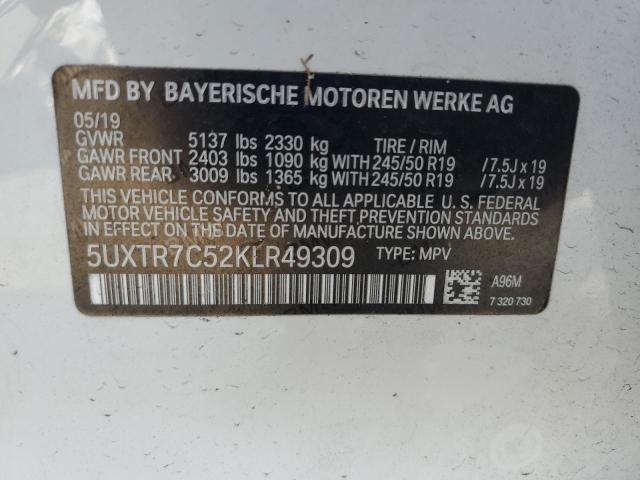 MFD BY BAYERISCHE MOTOREN WERKE AG
05/19
GVWR 5137 lbs 2330 kg TIRE / RIM
GAWR FRONT 2403 lbs 1090 kg WITH 245/50 R19 /7.5J x 19
GAWR REAR 3009 lbs 1365 kg WITH 245/50 R19 /7.5J x 19
THIS VEHICLE CONFORMS TO ALL APPLICABLE U. S. FEDERAL
MOTOR VEHICLE SAFETY AND THEFT PREVENTION STANDARDS
IN EFFECT ON THE DATE OF MANUFACTURE SHOWN ABOVE.
5UXTR7C52KLR49309 TYPE: MPV
A96M
7 320 730